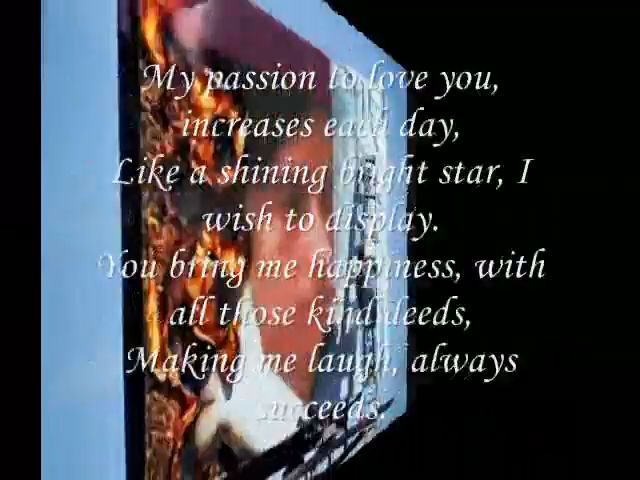 My passion to love you,
increases each day,
Like a shining bright star, I
wish to display.
You bring me happiness, with
all those kind deeds,
Making me laugh, always
succeeds.